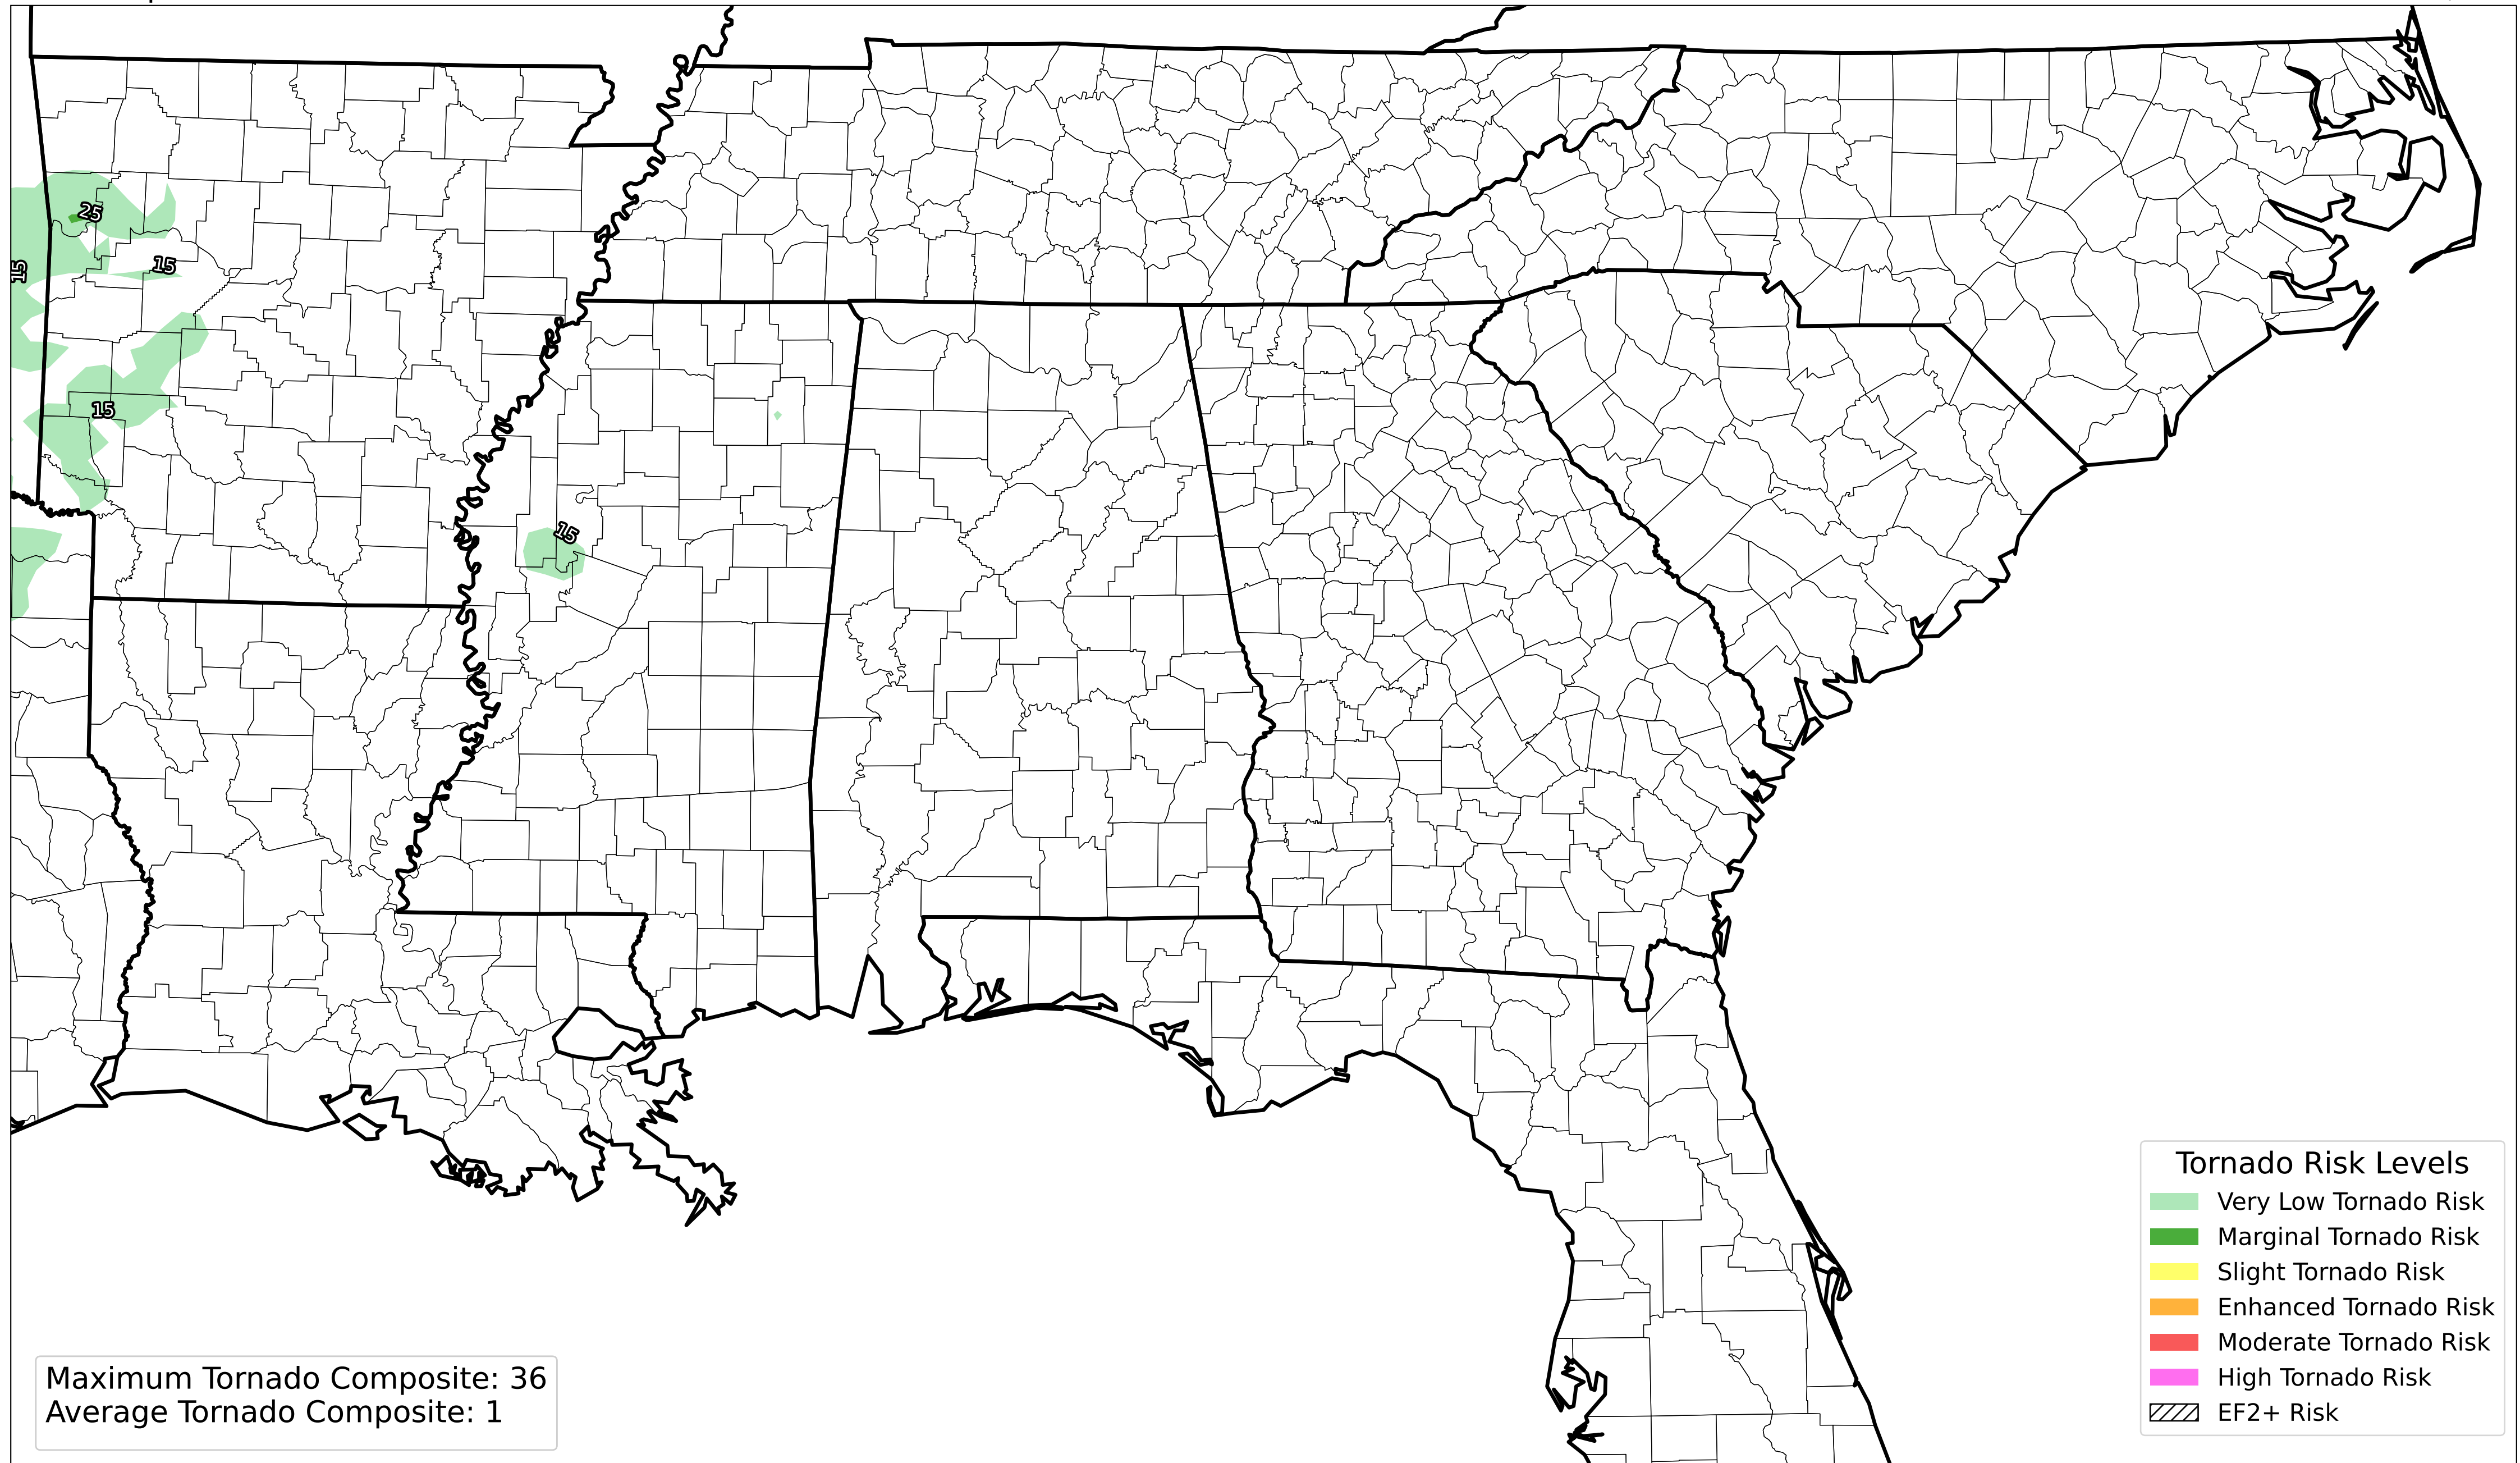 25
15
15
15
15
Tornado Risk Levels
Very Low Tornado Risk
Marginal Tornado Risk
Slight Tornado Risk
Enhanced Tornado Risk
Moderate Tornado Risk
High Tornado Risk
EF2+ Risk
Maximum Tornado Composite: 36
Average Tornado Composite: 1